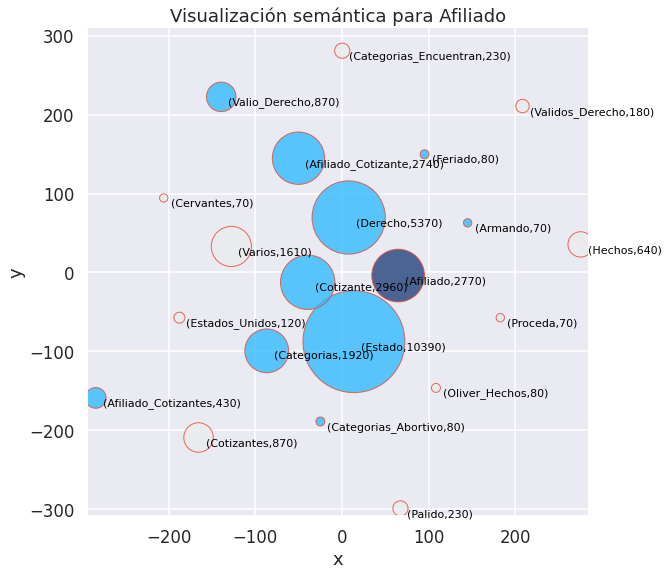 Visualización semántica para Afiliado
300
(Categorias_Encuentran,230)
(Valio_Derecho,870)
200
(Validos_Derecho,180)
(Afiliado_Cotizante,2740)
(Feriado,80)
100
(Cervantes,70)
(Derecho,5370)
(Armando,70)
(Varios,1610)
(Hechos,640)
y
0
(Afiliado,2770)
(Cotizante,2960)
(Estados_Unidos,120)
(Proceda,70)
−100
(Categorias,1920)
(Estado,10390)
(Oliver_Hechos,80)
(Afiliado_Cotizantes,430)
−200
(Categorias_Abortivo,80)
(Cotizantes,870)
−300
(Palido,230)
−200 −100 0 100 200
x